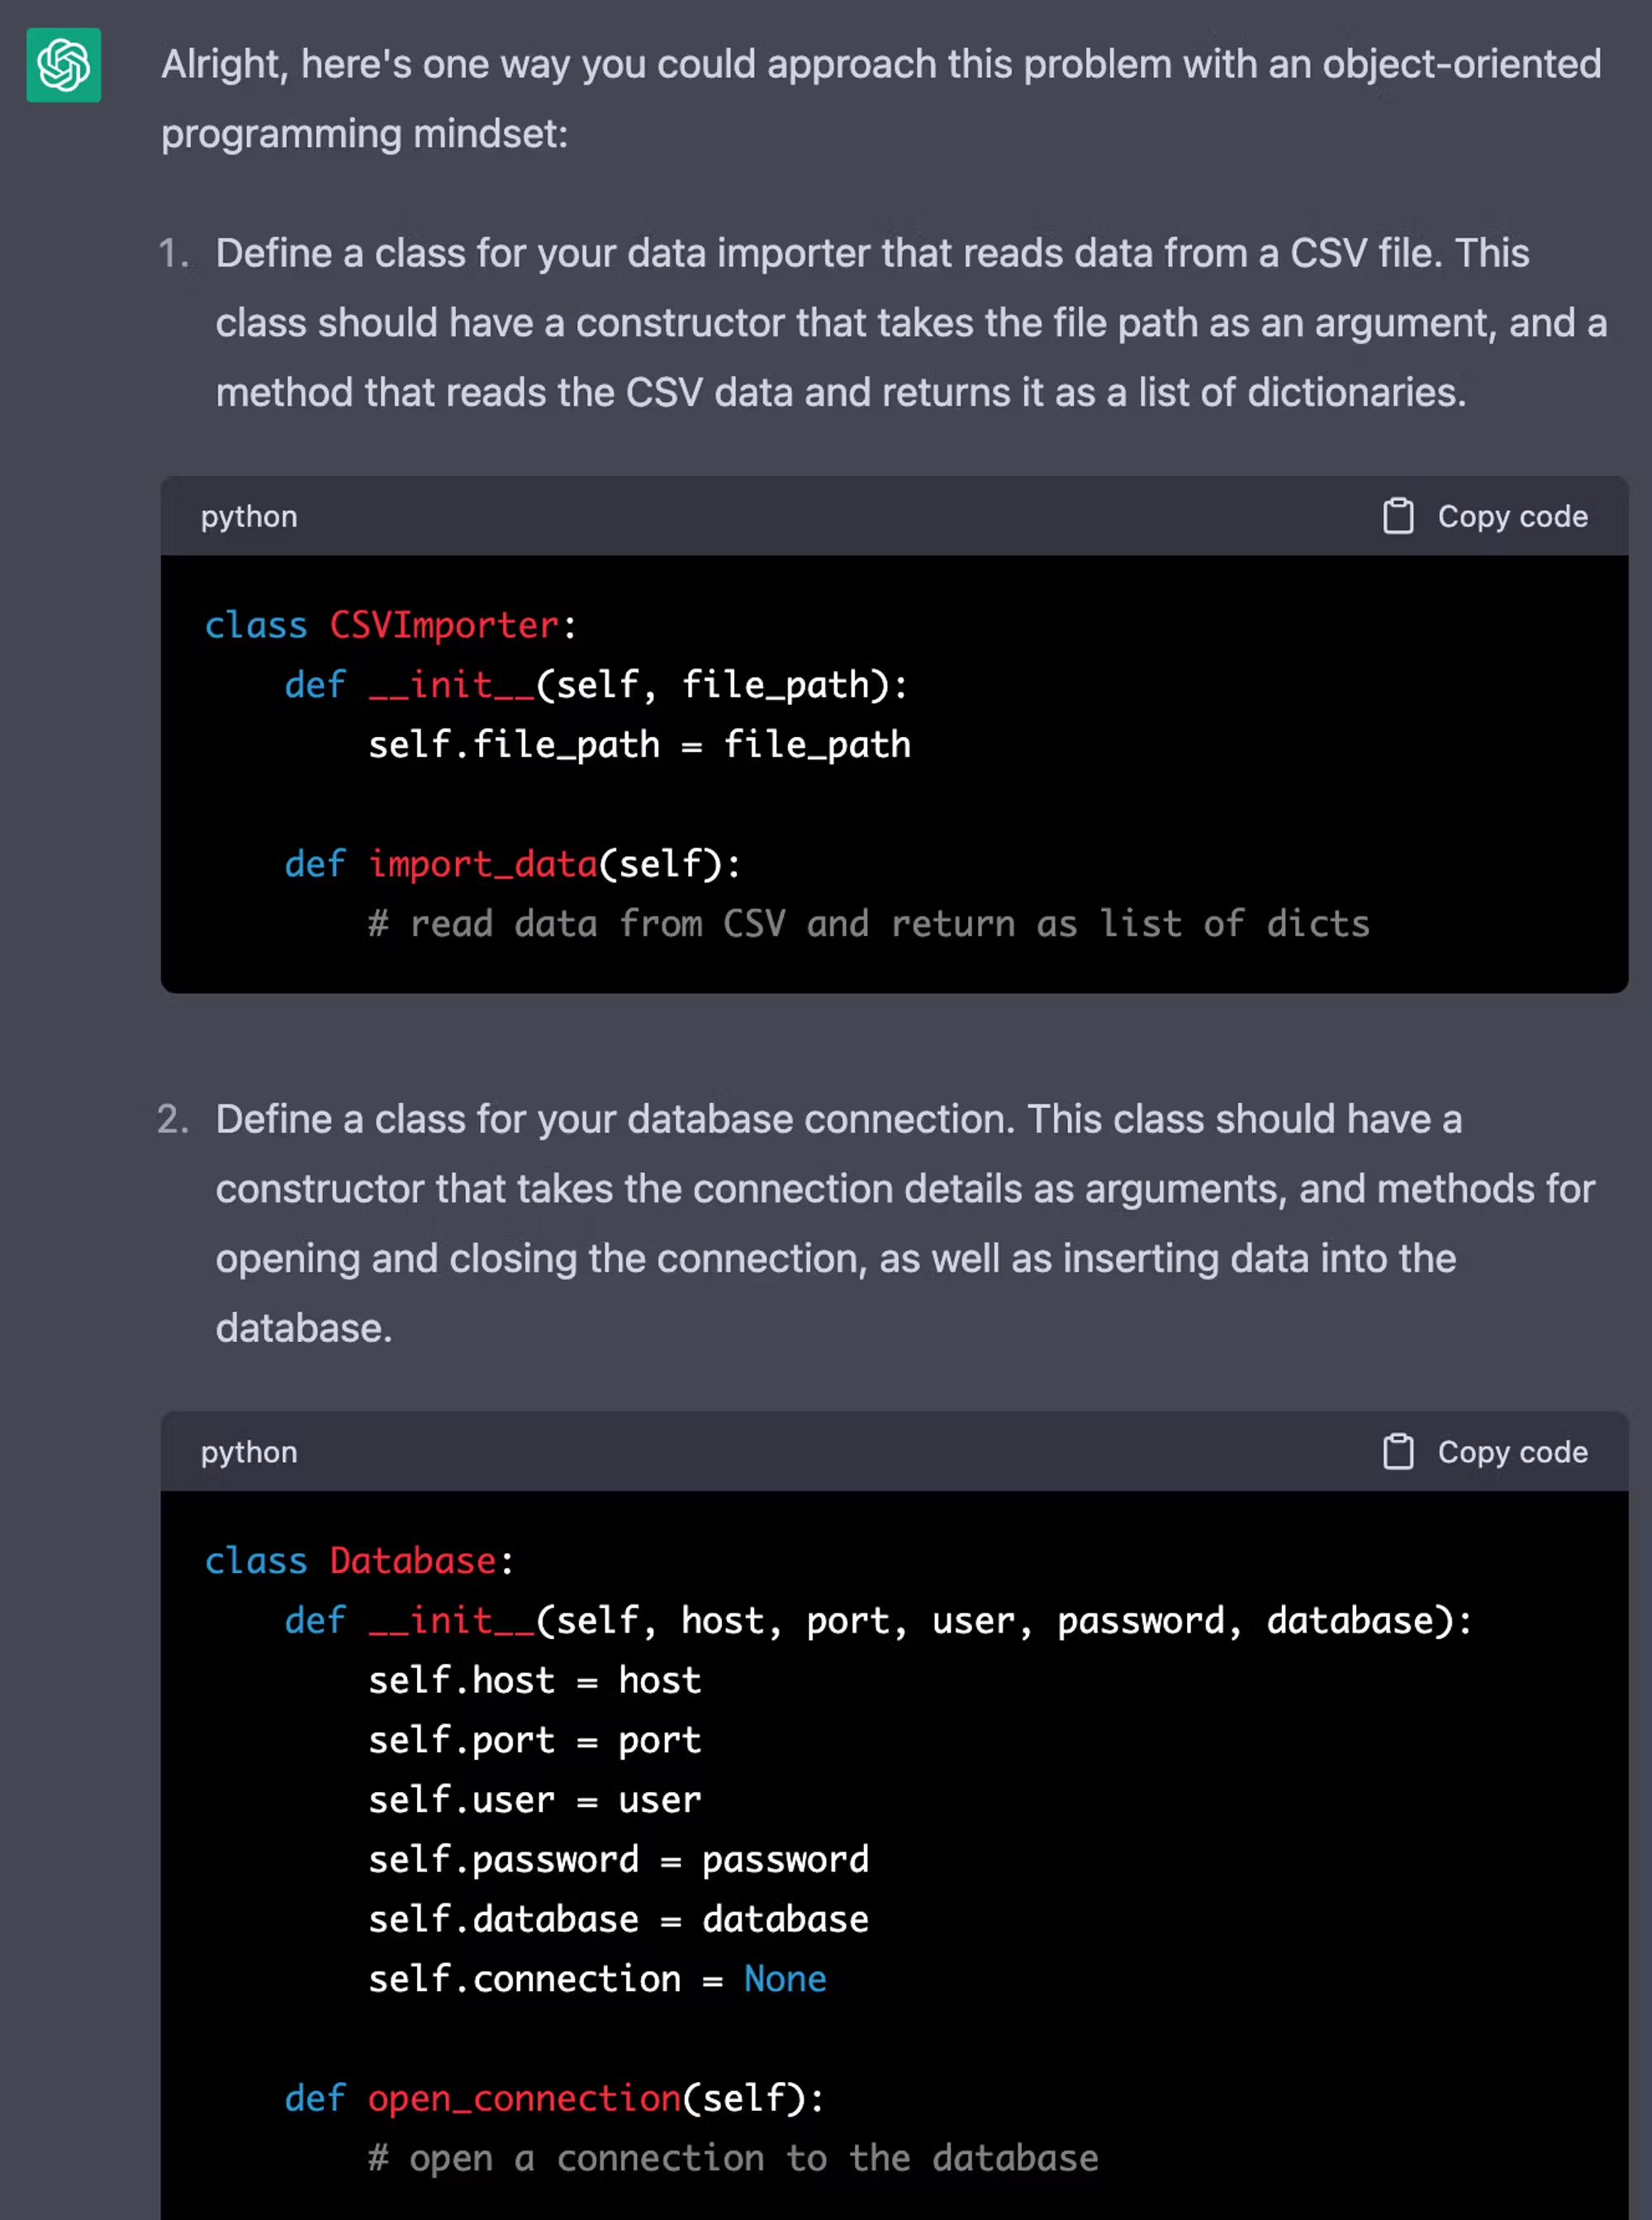 Alright, here's one way you could approach this problem with an object-oriented
programming mindset:
1. Define a class for your data importer that reads data from a CSV file. This
class should have a constructor that takes the file path as an argument, and a
method that reads the CSV data and returns it as a list of dictionaries.
python Copy code
class CSVImporter:
    def __init__(self, file_path):
        self.file_path = file_path
    def import_data(self):
        # read data from CSV and return as list of dicts
2. Define a class for your database connection. This class should have a
constructor that takes the connection details as arguments, and methods for
opening and closing the connection, as well as inserting data into the
database.
python Copy code
class Database:
    def __init__(self, host, port, user, password, database):
        self.host = host
        self.port = port
        self.user = user
        self.password = password
        self.database = database
        self.connection = None
    def open_connection(self):
        # open a connection to the database